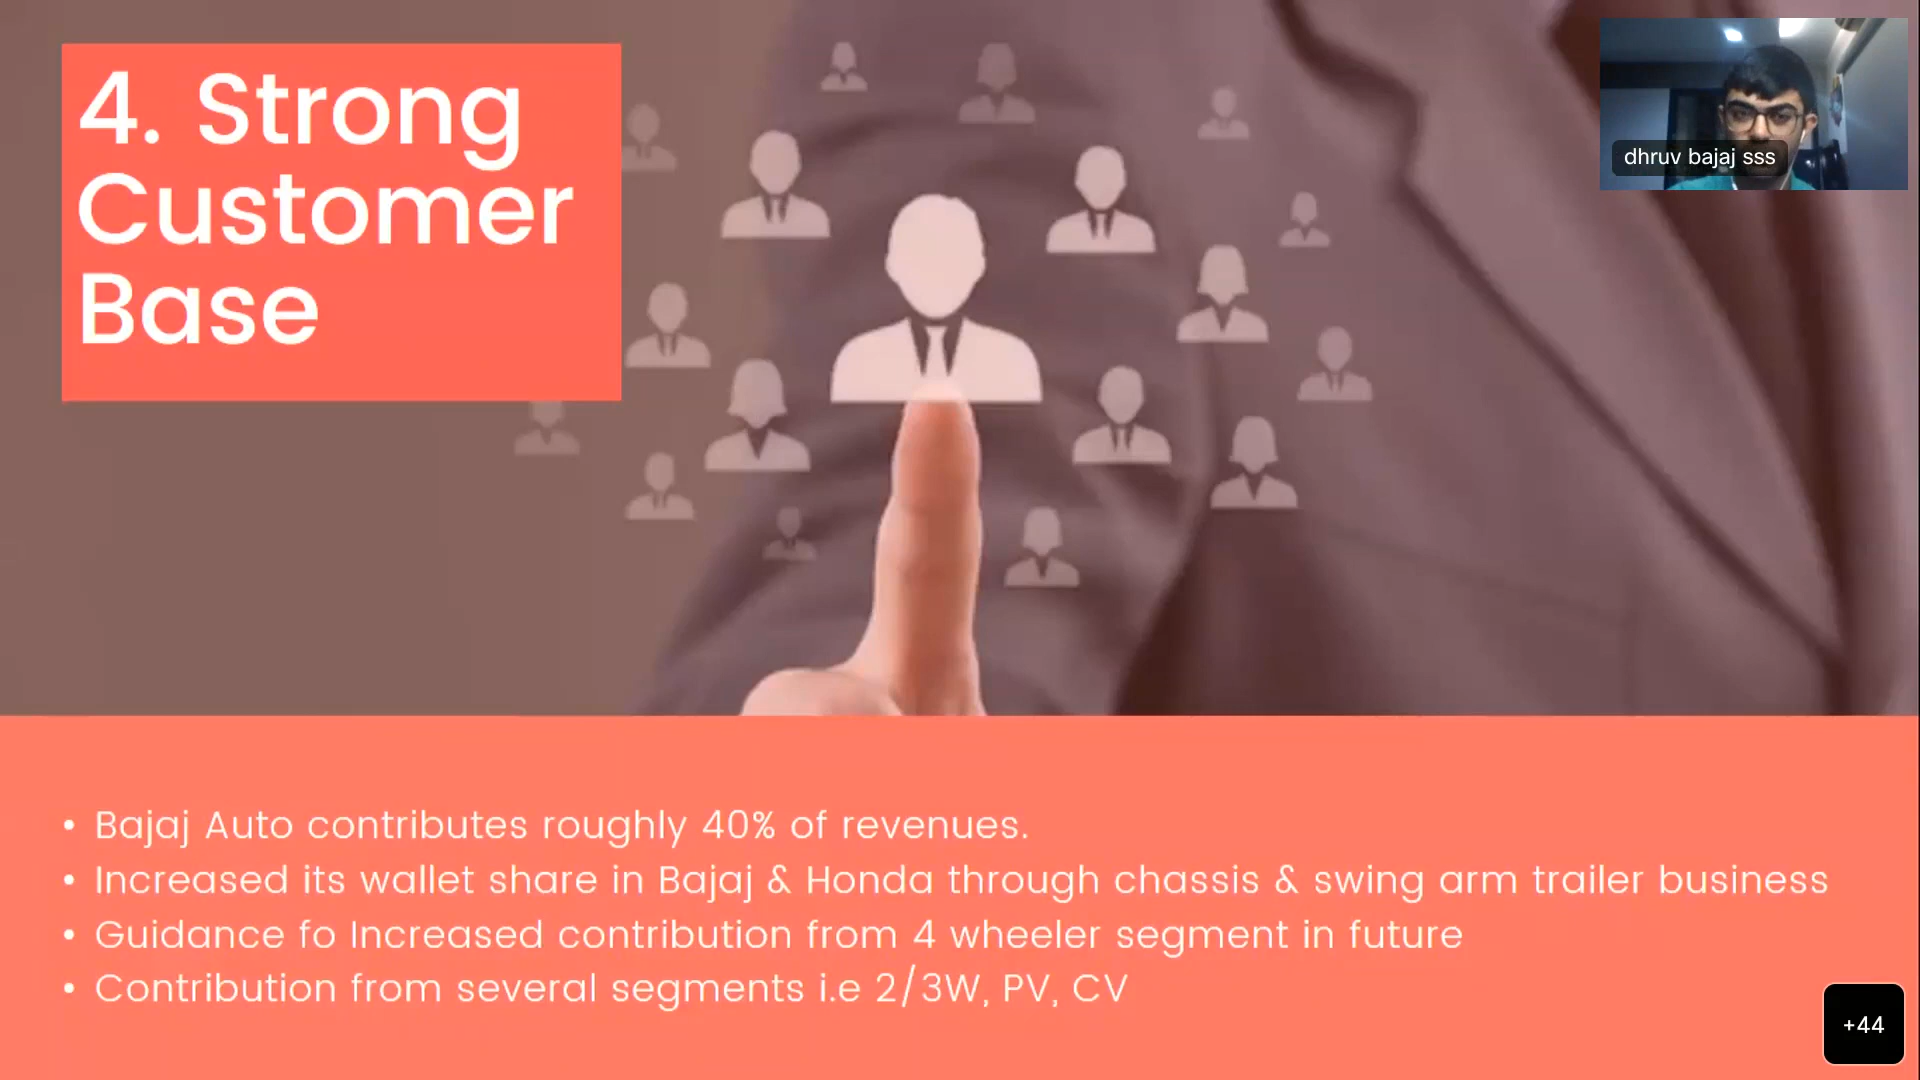 4. Strong
Customer
Base
dhruv bajaj sss
• Bajaj Auto contributes roughly 40% of revenues.
• Increased its wallet share in Bajaj & Honda through chassis & swing arm trailer business
• Guidance fo Increased contribution from 4 wheeler segment in future
• Contribution from several segments i.e 2/3W, PV, CV
+44